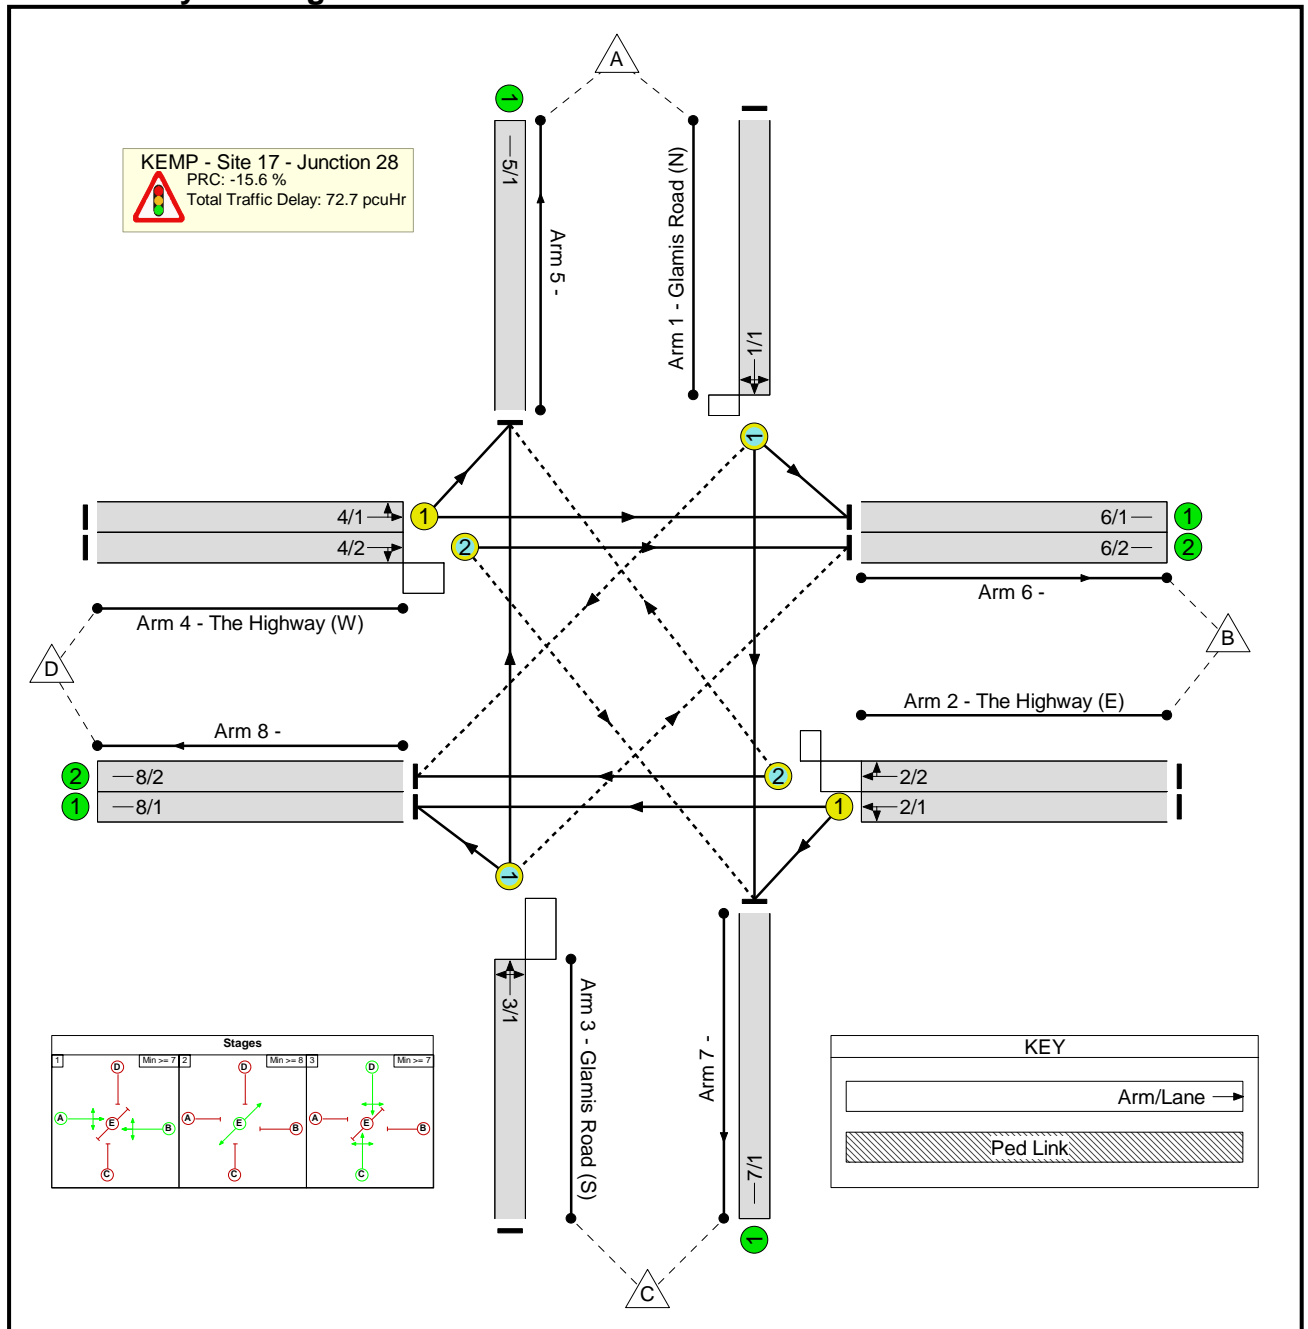 A
1
KEMP - Site 17 - Junction 28
PRC: -15.6 %
Total Traffic Delay: 72.7 pcuHr
5/1
Arm 5 -
Arm 1 - Glamis Road (N)
1/1
1
4/1
1
4/2
2
6/1
1
6/2
2
Arm 6 -
Arm 4 - The Highway (W)
D
B
Arm 2 - The Highway (E)
Arm 8 -
2
8/2
2
2/2
1
8/1
1
2/1
1
3/1
Arm 3 - Glamis Road (S)
Arm 7 -
7/1
1
C
Stages
1
Min >= 7
2
Min >= 8
3
Min >= 7
D
D
D
A
E
B
A
E
B
A
E
B
C
C
C
KEY
Arm/Lane
Ped Link